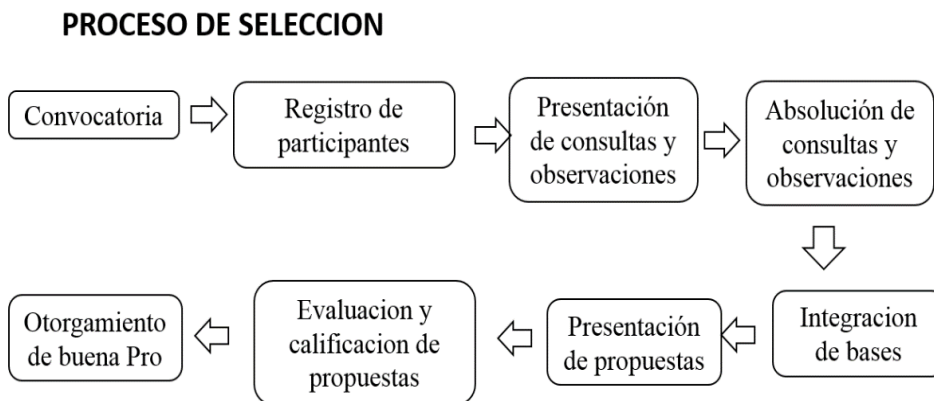 PROCESO DE SELECCION
Convocatoria
Registro de
participantes
Presentación
de consultas y
observaciones
Absolución de
consultas y
observaciones
Integracion
de bases
Presentación
de propuestas
Evaluacion y
calificacion de
propuestas
Otorgamiento
de buena Pro